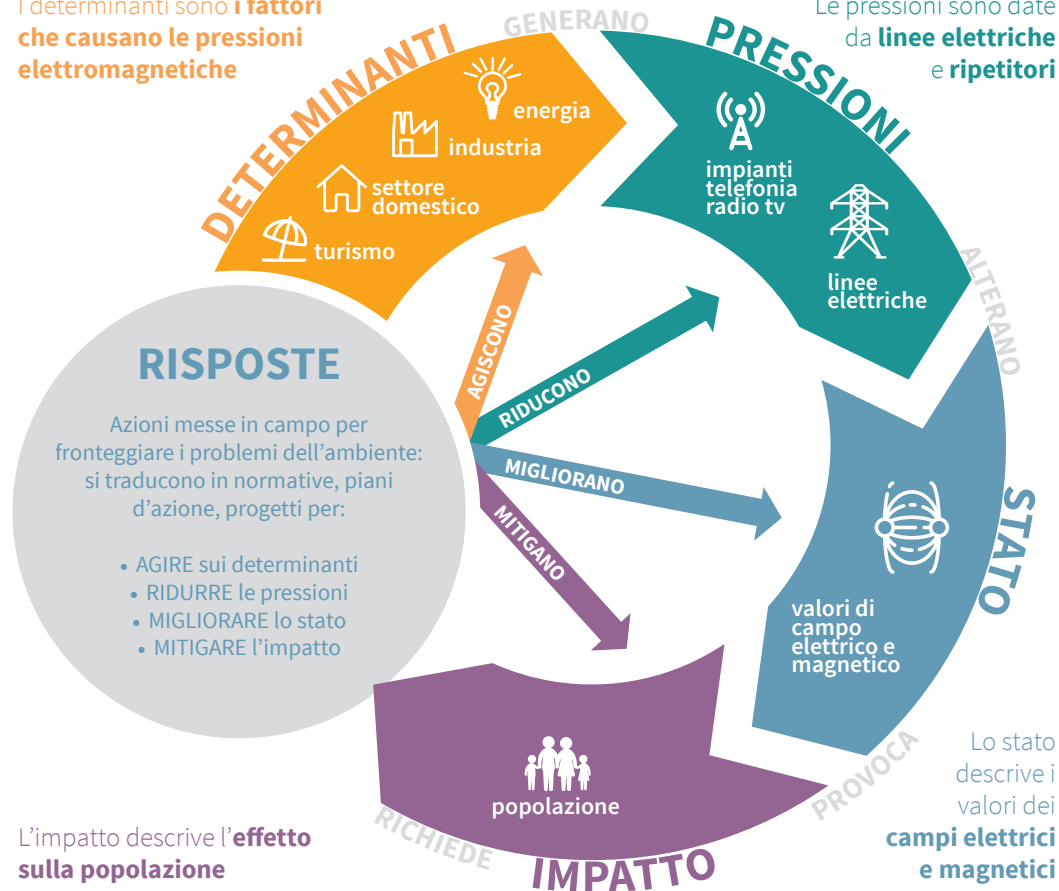 I determinanti sono i fattori
che causano le pressioni
elettromagnetiche
GENERANO
Le pressioni sono date
da linee elettriche
e ripetitori
DETERMINANTI
energia
industria
settore
domestico
turismo
PRESSIONI
impianti
telefonia
radio tv
linee
elettriche
ALTERANO
RISPOSTE
Azioni messe in campo per
fronteggiare i problemi dell'ambiente:
si traducono in normative, piani
d'azione, progetti per:
• AGIRE sui determinanti
• RIDURRE le pressioni
• MIGLIORARE lo stato
• MITIGARE l'impatto
AGISCONO
RIDUCONO
MIGLIORANO
MITIGANO
STATO
valori di
campo
elettrico e
magnetico
PROVOCA
Lo stato
descrive i
valori dei
campi elettrici
e magnetici
popolazione
RICHIEDE
IMPATTO
L'impatto descrive l'effetto
sulla popolazione